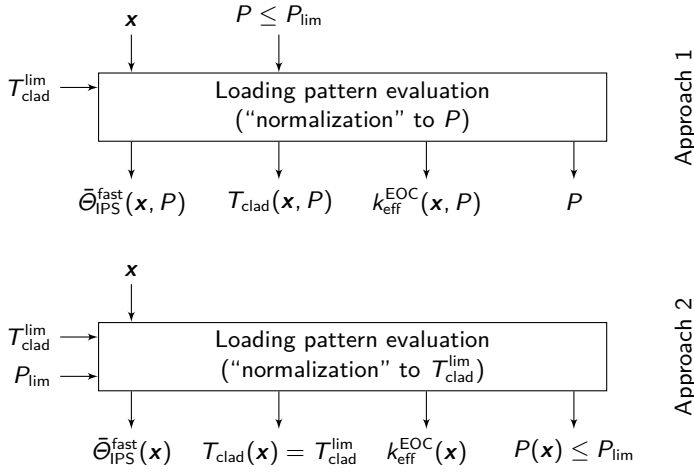 x
P ≤ P_lim
T_clad^lim
Loading pattern evaluation
(“normalization” to P)
Θ̄_IPS^fast(x, P)
T_clad(x, P)
k_eff^EOC(x, P)
P
Approach 1
x
T_clad^lim
P_lim
Loading pattern evaluation
(“normalization” to T_clad^lim)
Θ̄_IPS^fast(x)
T_clad(x) = T_clad^lim
k_eff^EOC(x)
P(x) ≤ P_lim
Approach 2